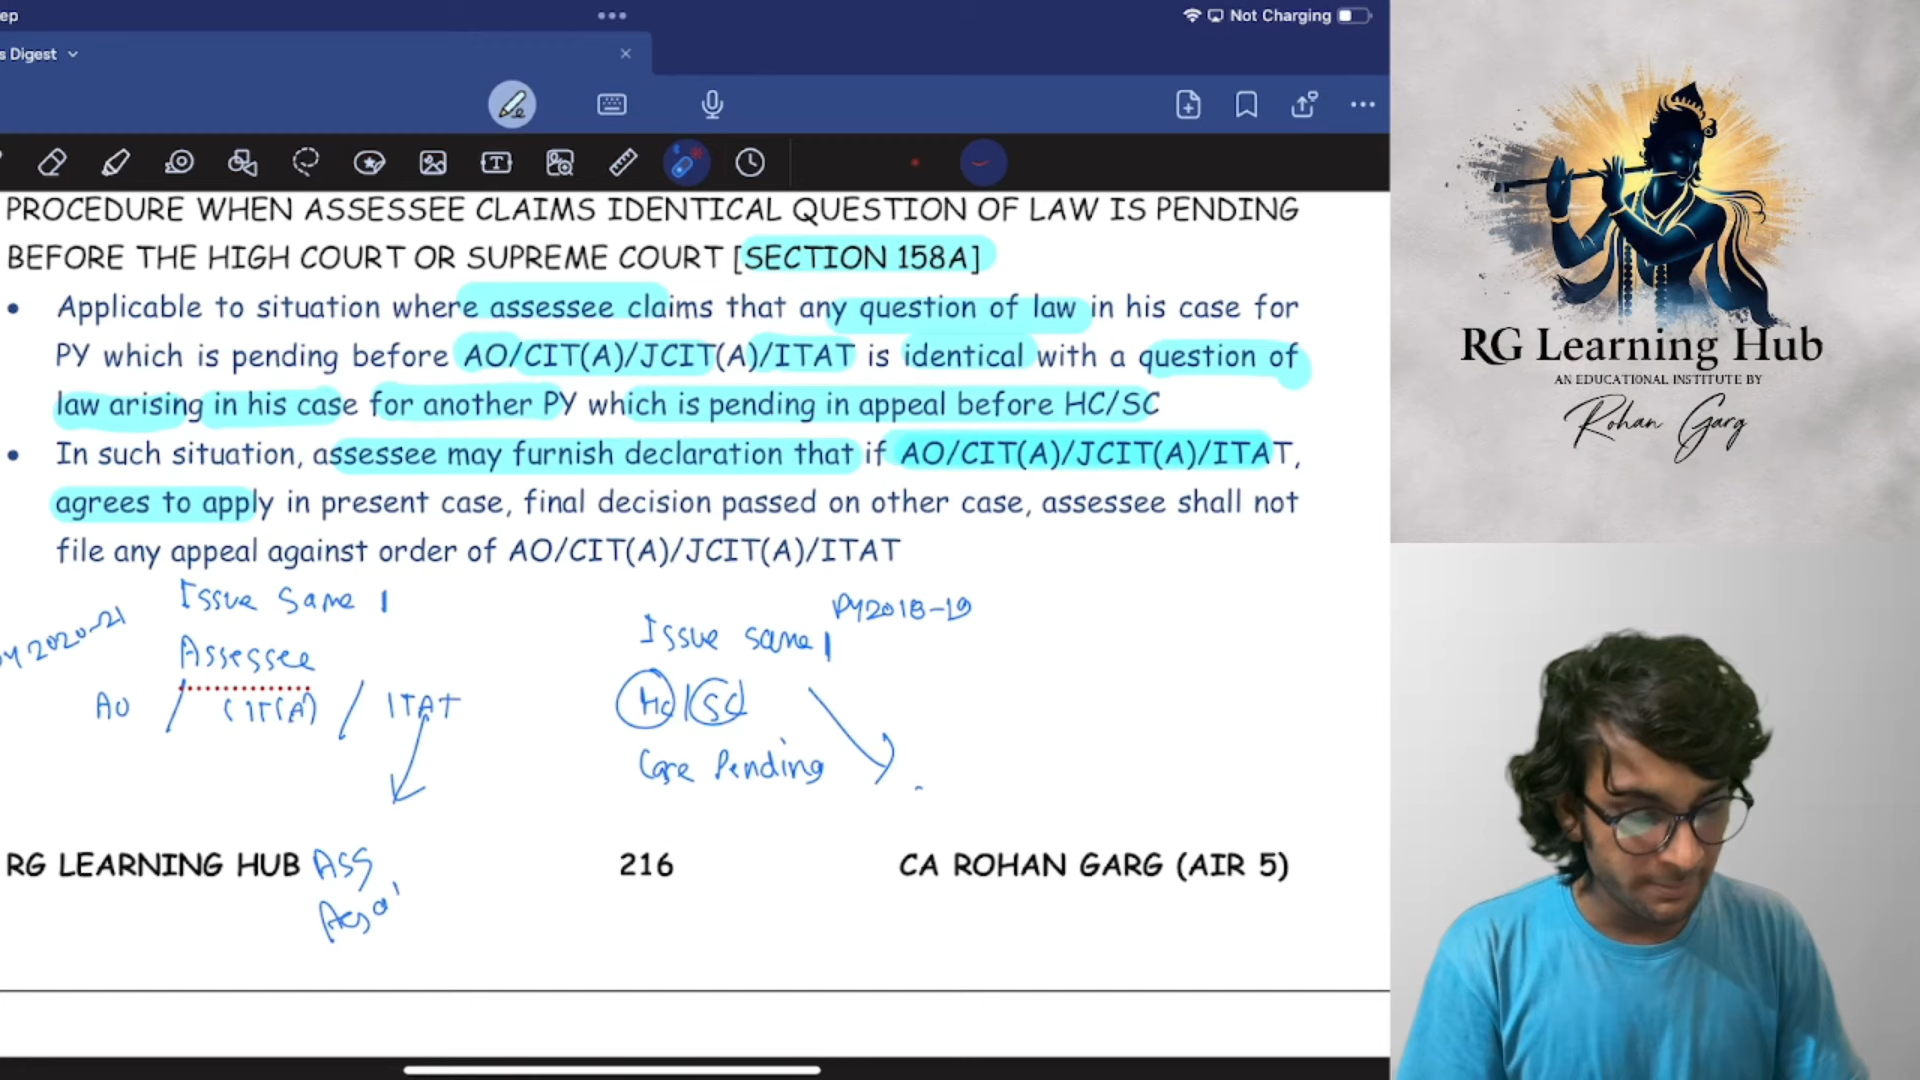 ep
Not Charging
s Digest
PROCEDURE WHEN ASSESSEE CLAIMS IDENTICAL QUESTION OF LAW IS PENDING
BEFORE THE HIGH COURT OR SUPREME COURT [SECTION 158A]
• Applicable to situation where assessee claims that any question of law in his case for
PY which is pending before AO/CIT(A)/JCIT(A)/ITAT is identical with a question of
law arising in his case for another PY which is pending in appeal before HC/SC
• In such situation, assessee may furnish declaration that if AO/CIT(A)/JCIT(A)/ITAT,
agrees to apply in present case, final decision passed on other case, assessee shall not
file any appeal against order of AO/CIT(A)/JCIT(A)/ITAT
Issue Same
PY2018-19
2020-21
Issue same
Assessee
AO / CIT(A) / ITAT
HC/SC
Case Pending
RG LEARNING HUB ASS 216 CA ROHAN GARG (AIR 5)
RG Learning Hub
AN EDUCATIONAL INSTITUTE BY
Rohan Garg